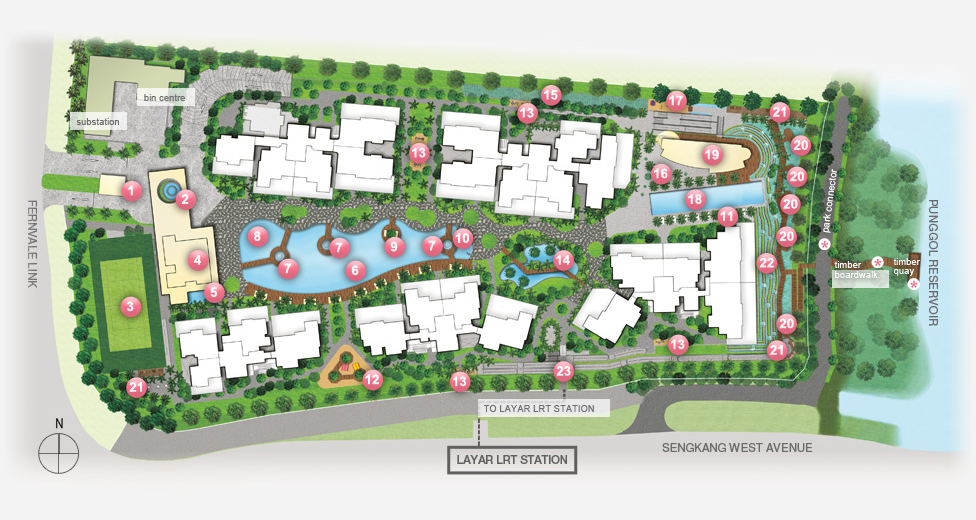 bin centre
substation
15
17
13
21
20
13
19
16
20
1
2
18
20
11
park connector
FERNVALE LINK
PUNGGOL RESERVOIR
8
7
9
7
10
20
*
4
7
6
14
22
timber
boardwalk
*
timber
quay
*
5
3
20
13
21
21
12
13
23
TO LAYAR LRT STATION
N
LAYAR LRT STATION
SENGKANG WEST AVENUE